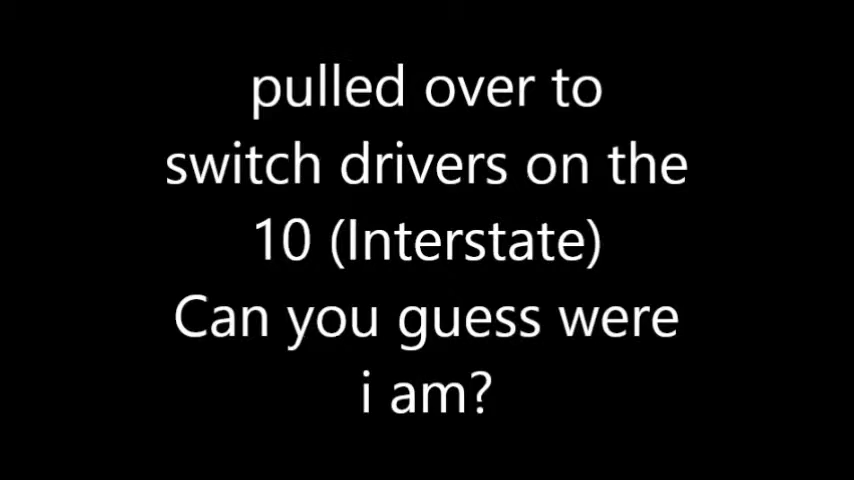 pulled over to
switch drivers on the
10 (Interstate)
Can you guess were
i am?